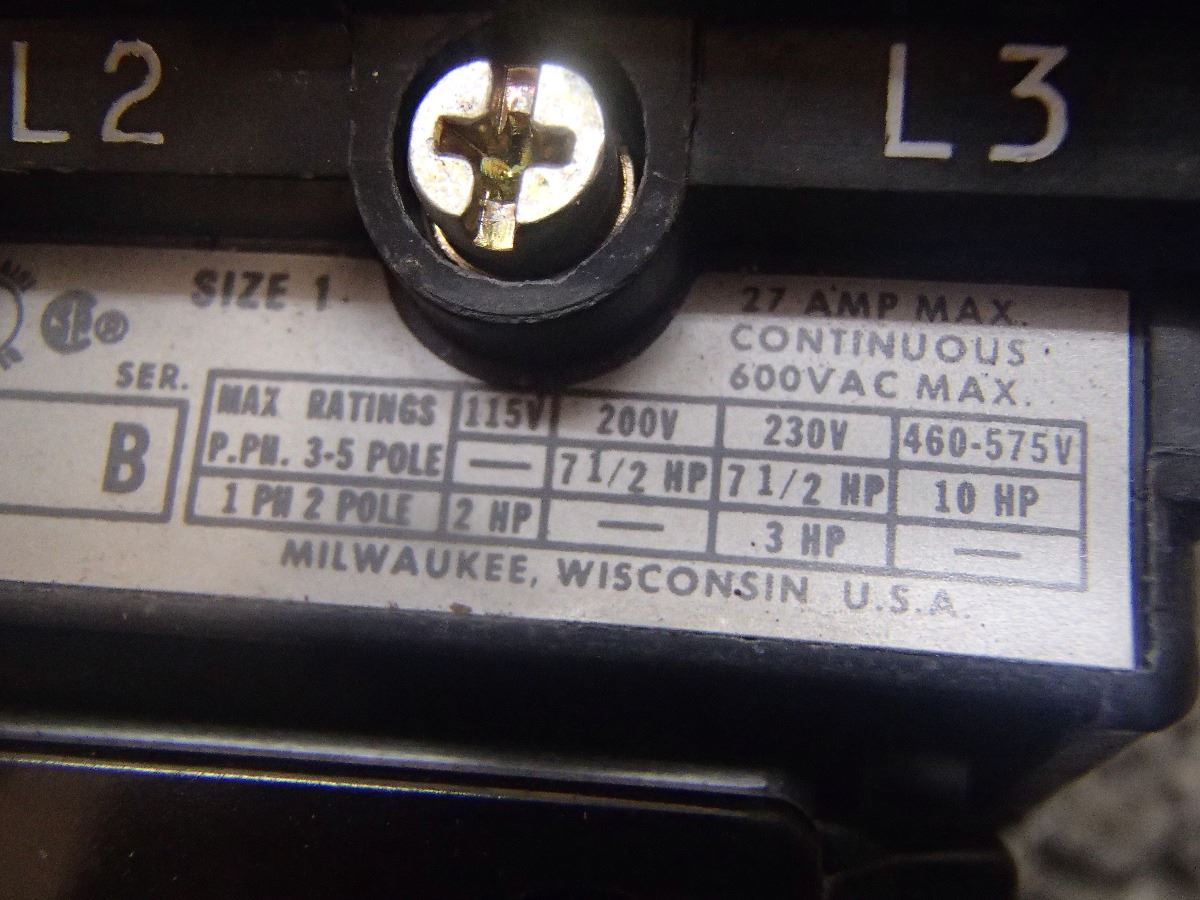 L2 L3
SIZE 1 27 AMP MAX.
CONTINUOUS
600VAC MAX.
SER.
B
MAX RATINGS 115V 200V 230V 460-575V
P.PH. 3-5 POLE — 7 1/2 HP 7 1/2 HP 10 HP
1 PH 2 POLE 2 HP — 3 HP —
MILWAUKEE, WISCONSIN U.S.A.